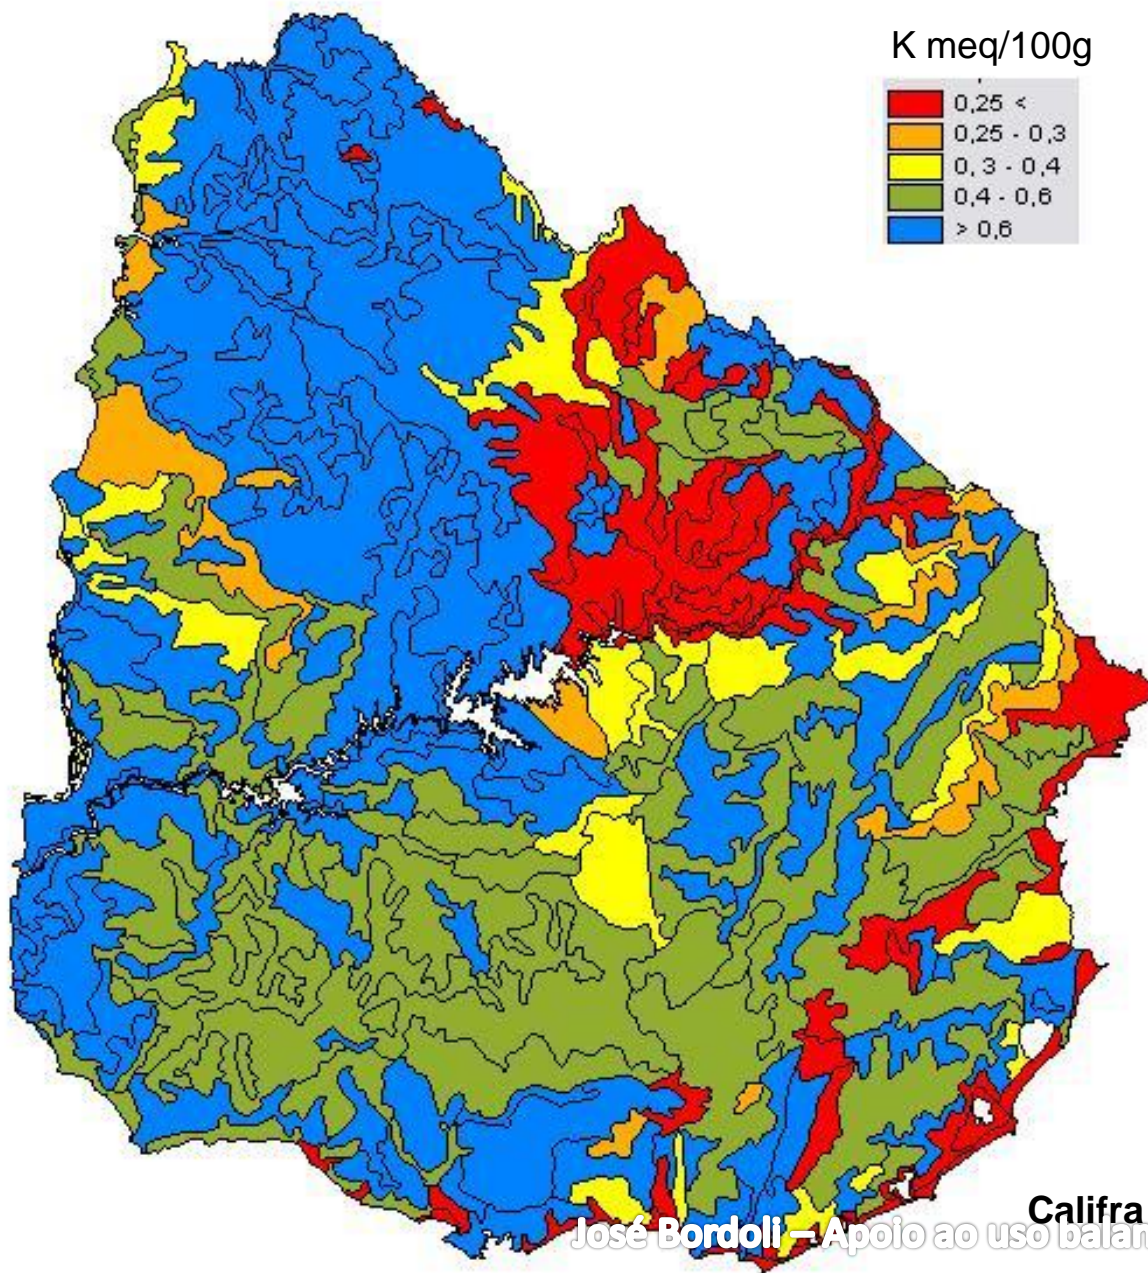 K meq/100g
0,25 <
0,25 - 0,3
0, 3 - 0,4
0,4 - 0,6
> 0,6
Califra
José Bordoli – Apoio ao uso balan